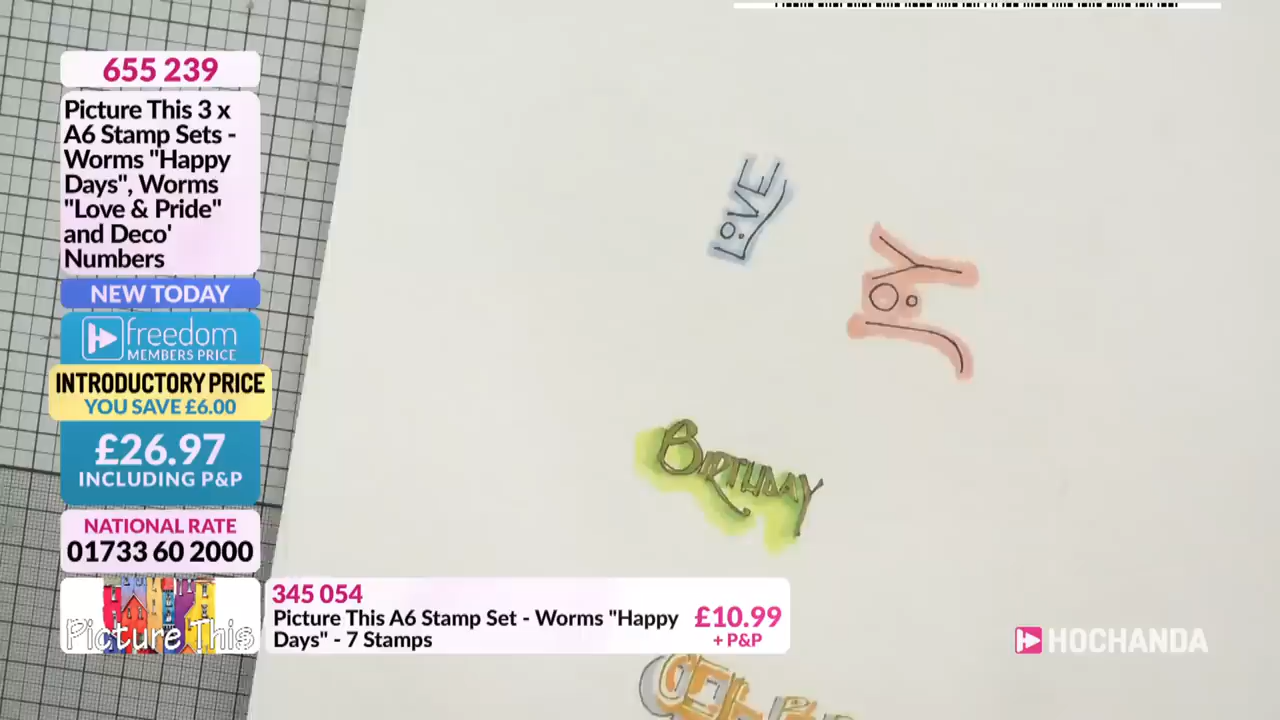 655 239
Picture This 3 x
A6 Stamp Sets -
Worms "Happy
Days", Worms
"Love & Pride"
and Deco'
Numbers
NEW TODAY
freedom
MEMBERS PRICE
INTRODUCTORY PRICE
YOU SAVE £6.00
£26.97
INCLUDING P&P
NATIONAL RATE
01733 60 2000
Picture This
345 054
Picture This A6 Stamp Set - Worms "Happy
Days" - 7 Stamps
£10.99
+ P&P
HOCHANDA
LOVE
JOY
BIRTHDAY